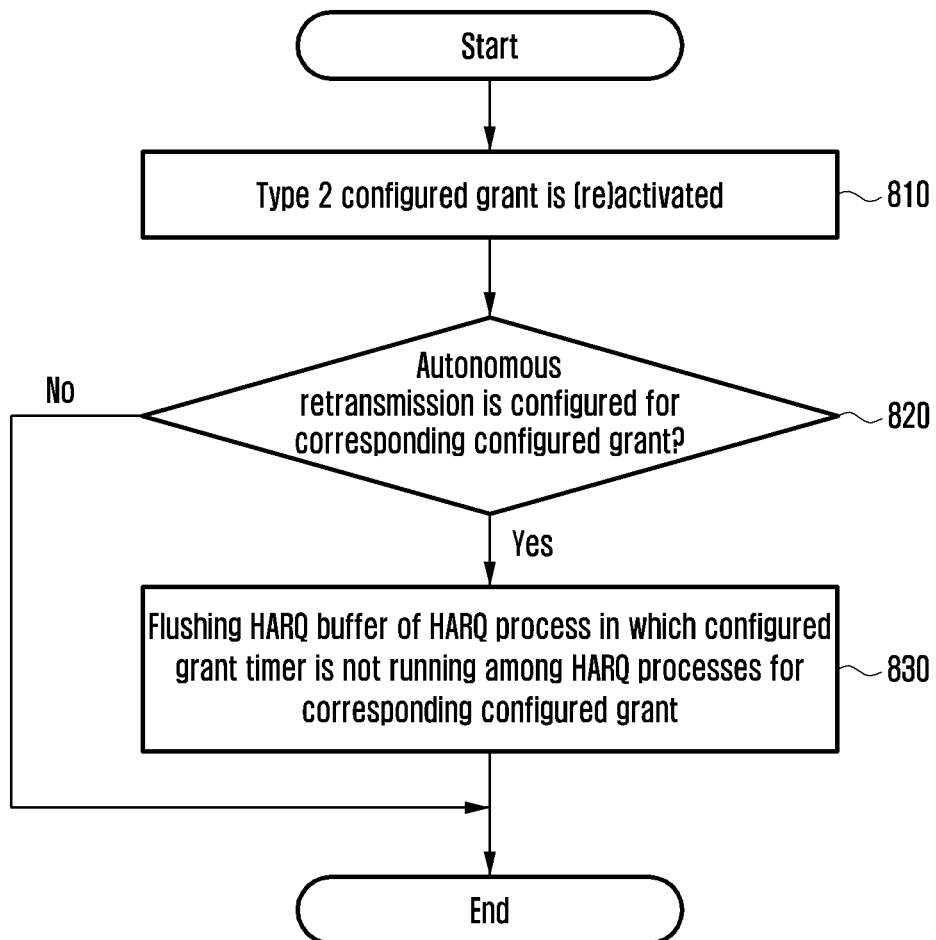 Start
Type 2 configured grant is (re)activated
810
Autonomous
retransmission is configured for
corresponding configured grant?
820
No
Yes
Flushing HARQ buffer of HARQ process in which configured
grant timer is not running among HARQ processes for
corresponding configured grant
830
End